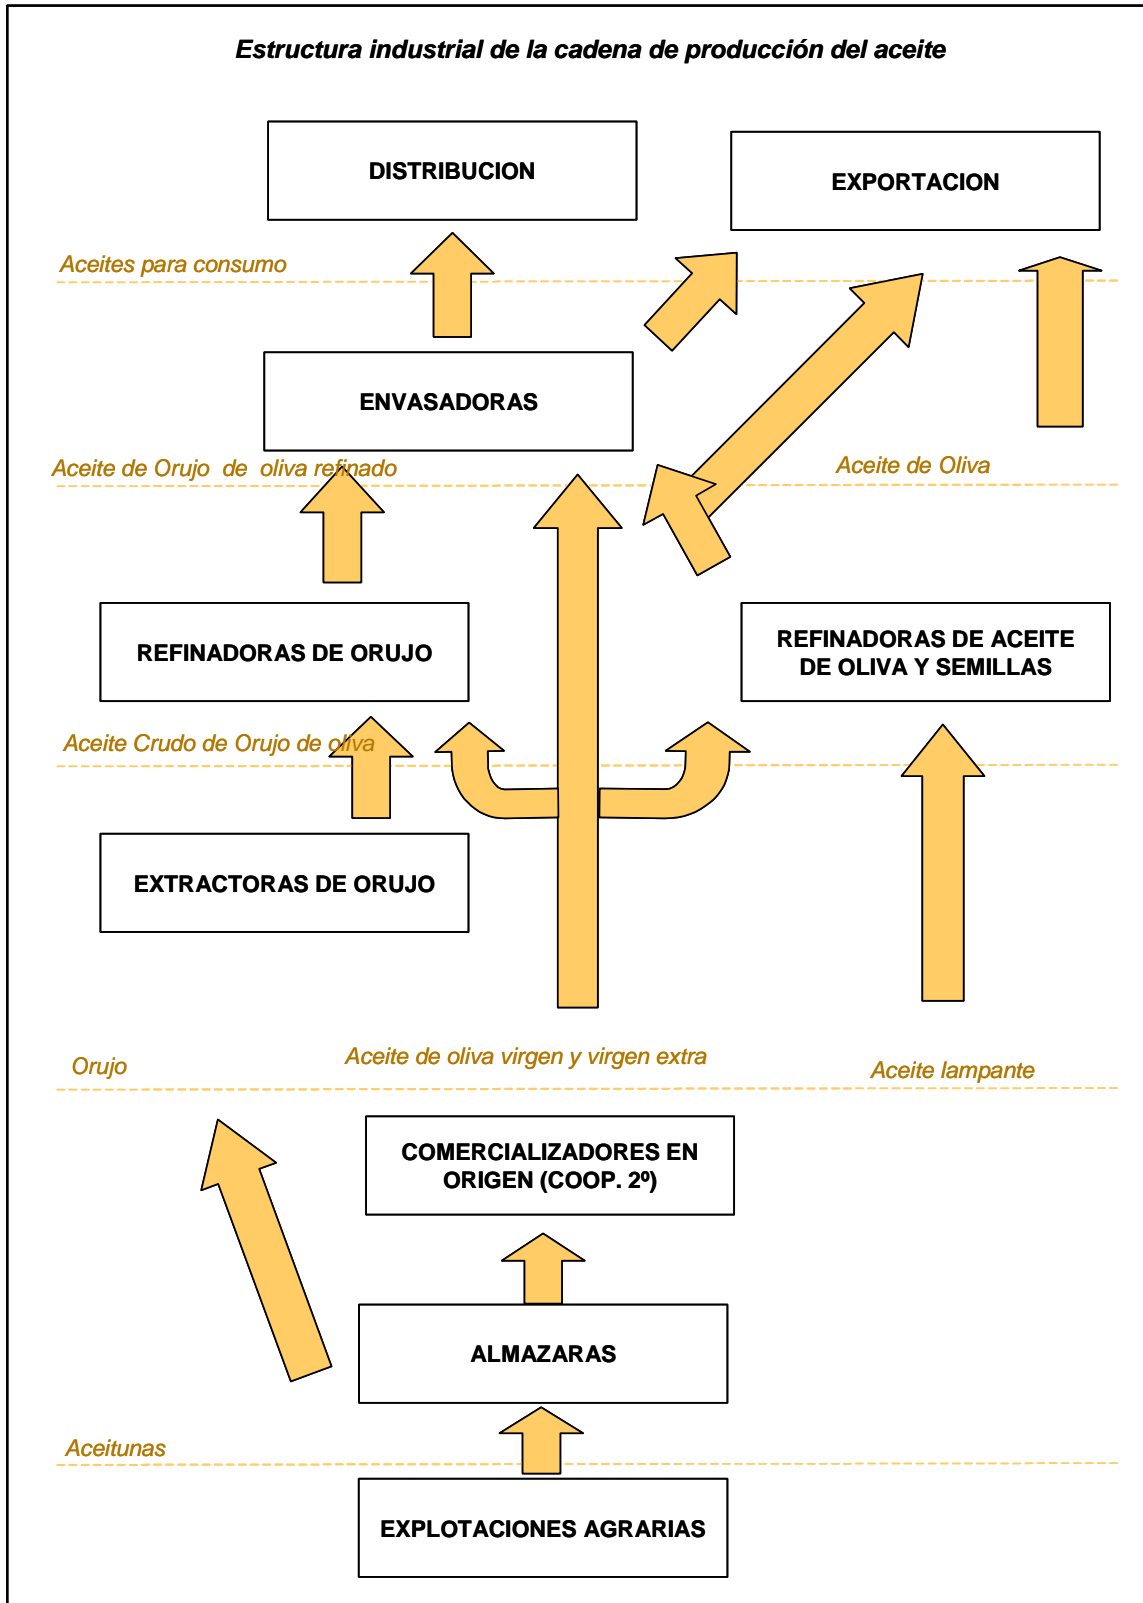 Estructura industrial de la cadena de producción del aceite
DISTRIBUCION
EXPORTACION
Aceites para consumo
ENVASADORAS
Aceite de Orujo de oliva refinado
Aceite de Oliva
REFINADORAS DE ORUJO
REFINADORAS DE ACEITE
DE OLIVA Y SEMILLAS
Aceite Crudo de Orujo de oliva
EXTRACTORAS DE ORUJO
Orujo
Aceite de oliva virgen y virgen extra
Aceite lampante
COMERCIALIZADORES EN
ORIGEN (COOP. 2º)
ALMAZARAS
Aceitunas
EXPLOTACIONES AGRARIAS